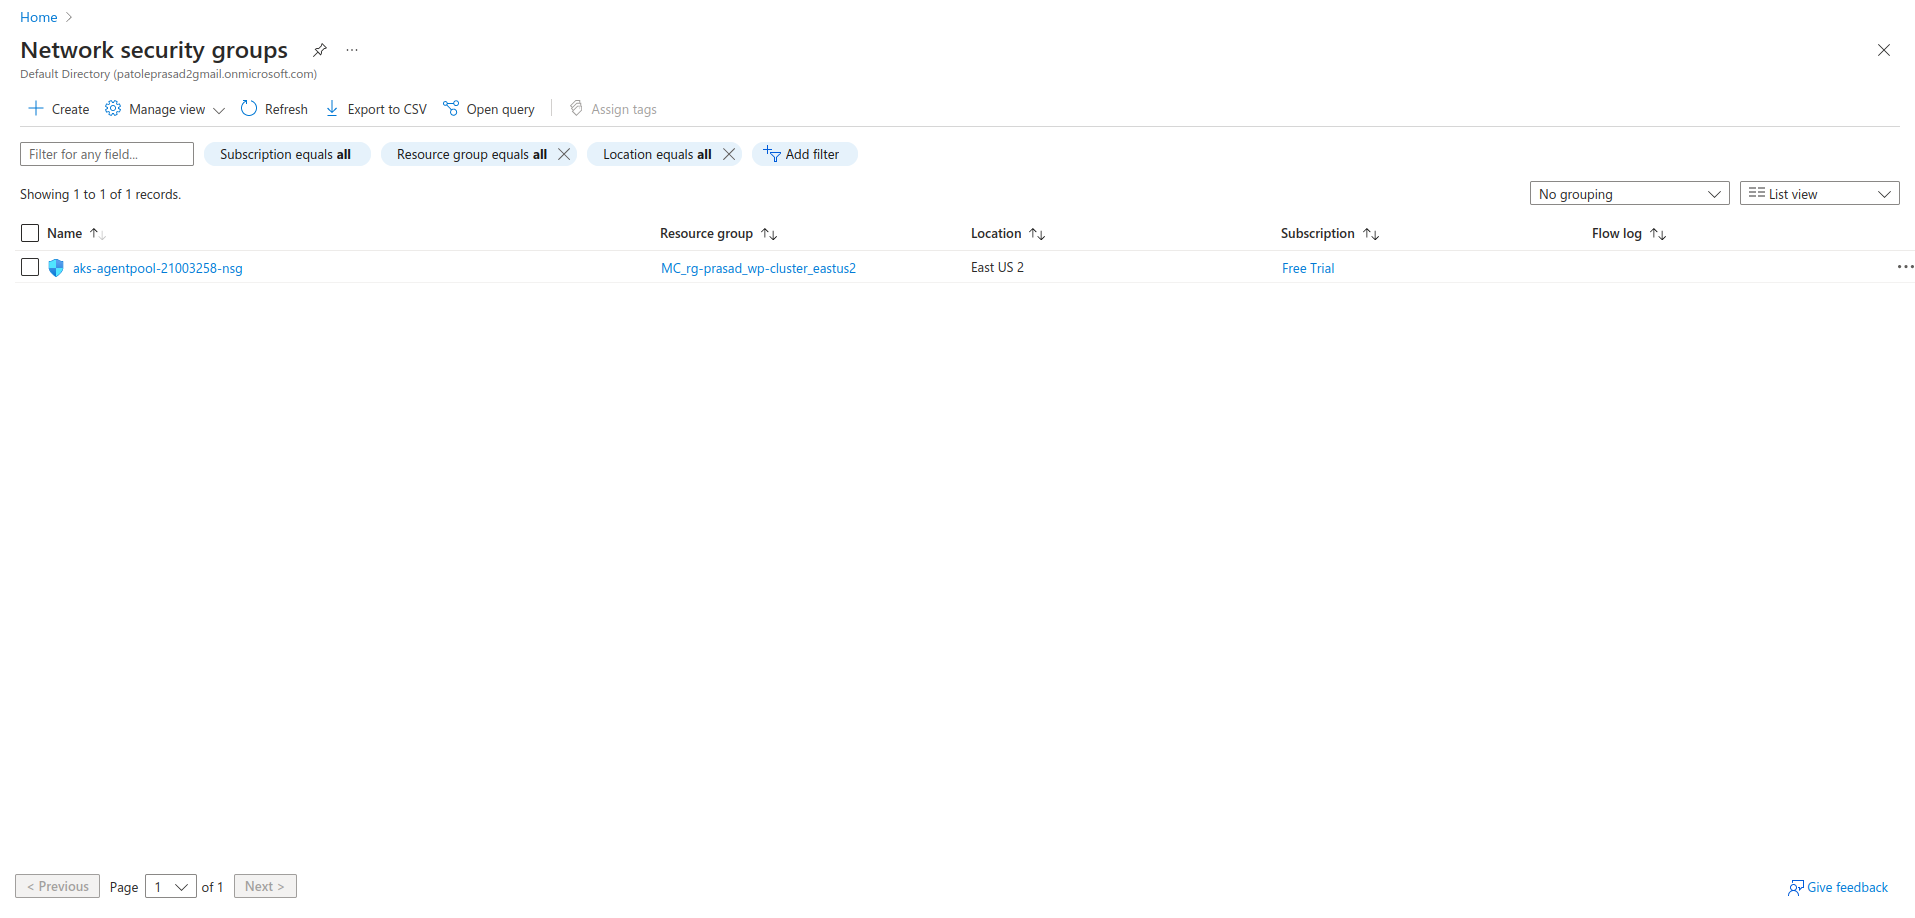 Home
Network security groups
Default Directory (patoleprasad2gmail.onmicrosoft.com)
Create Manage view Refresh Export to CSV Open query Assign tags
Filter for any field... Subscription equals all Resource group equals all Location equals all Add filter
Showing 1 to 1 of 1 records. No grouping List view
Name Resource group Location Subscription Flow log
aks-agentpool-21003258-nsg MC_rg-prasad_wp-cluster_eastus2 East US 2 Free Trial
< Previous Page 1 of 1 Next > Give feedback